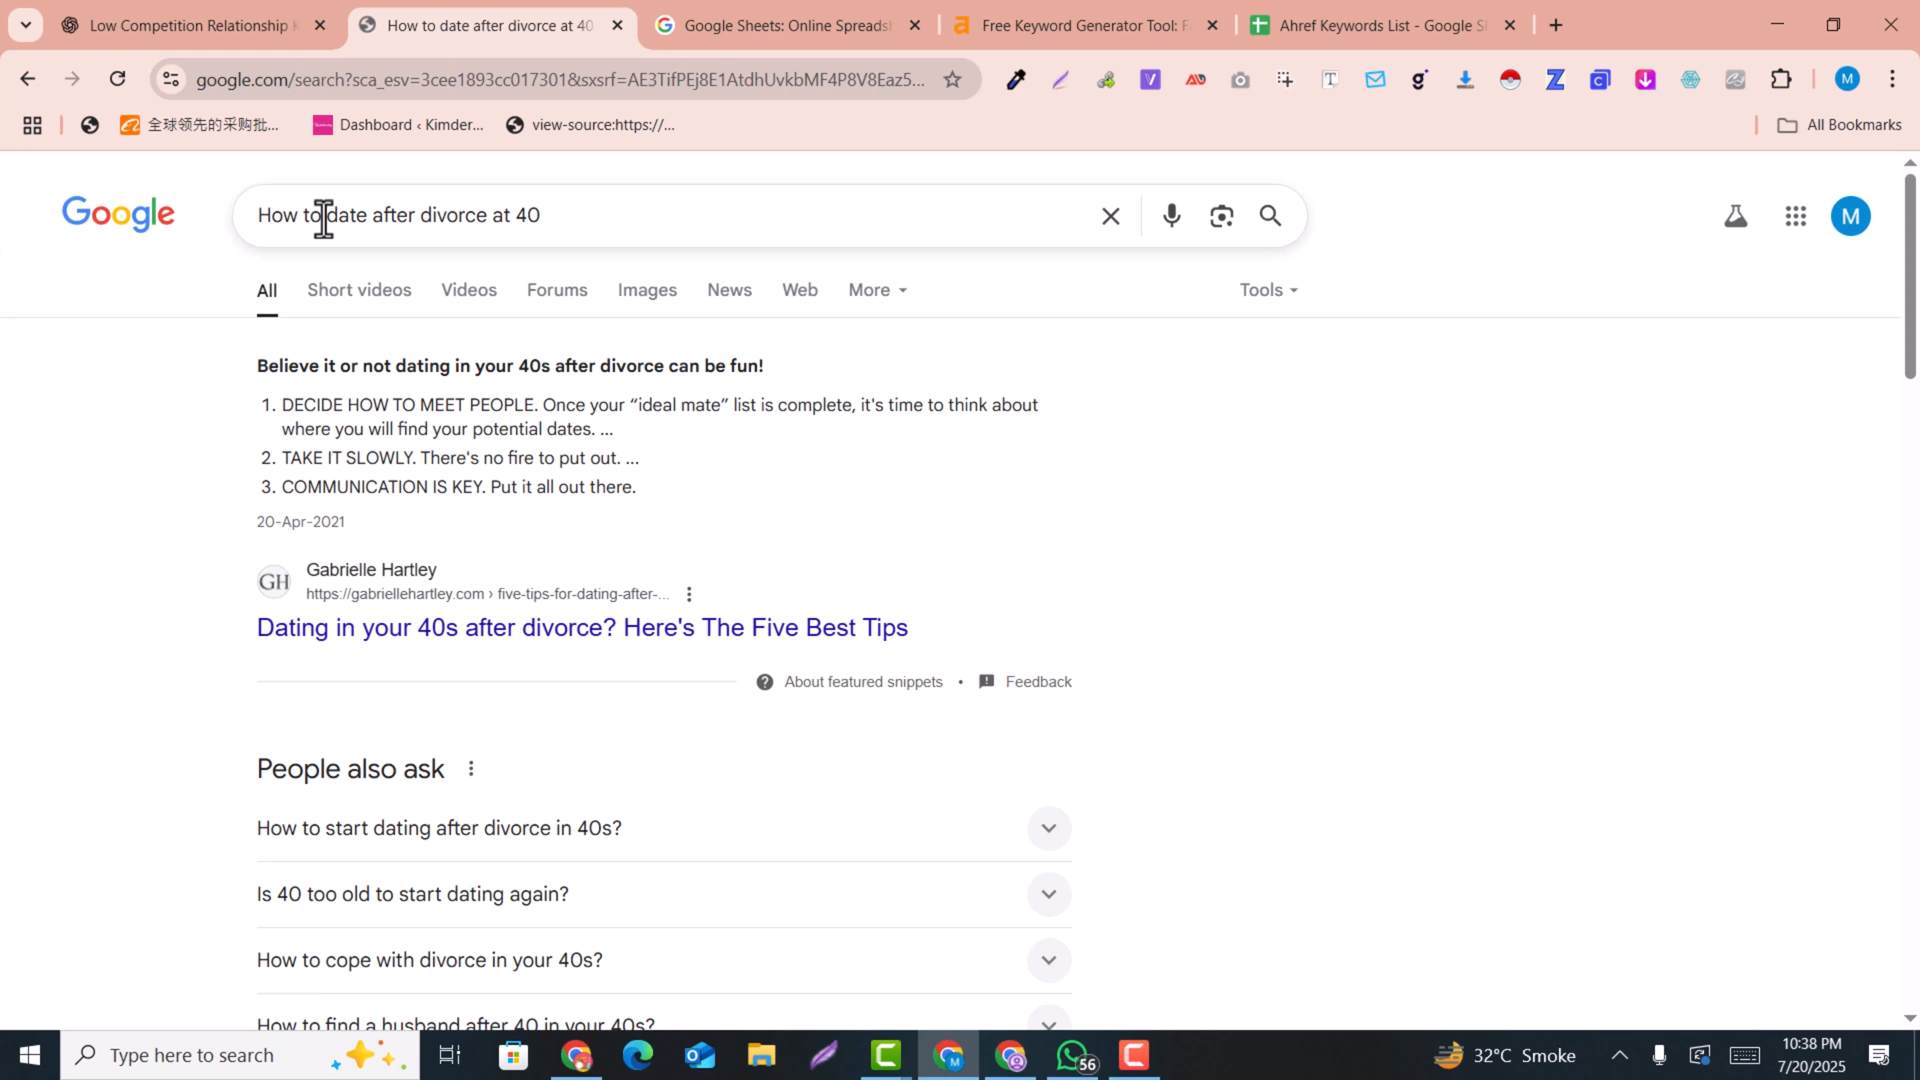 Low Competition Relationship K
How to date after divorce at 40
Google Sheets: Online Spreads
Free Keyword Generator Tool: F
Ahref Keywords List - Google S
google.com/search?sca_esv=3cee1893cc017301&sxsrf=AE3TifPEj8E1AtdhUvkbMF4P8V8Eaz5...
全球领先的采购批...
Dashboard ‹ Kimder...
view-source:https://...
All Bookmarks
Google
How to date after divorce at 40
M
All
Short videos
Videos
Forums
Images
News
Web
More
Tools
Believe it or not dating in your 40s after divorce can be fun!
1. DECIDE HOW TO MEET PEOPLE. Once your “ideal mate” list is complete, it's time to think about
where you will find your potential dates. ...
2. TAKE IT SLOWLY. There's no fire to put out. ...
3. COMMUNICATION IS KEY. Put it all out there.
20-Apr-2021
GH
Gabrielle Hartley
https://gabriellehartley.com › five-tips-for-dating-after-...
Dating in your 40s after divorce? Here's The Five Best Tips
About featured snippets • Feedback
People also ask
How to start dating after divorce in 40s?
Is 40 too old to start dating again?
How to cope with divorce in your 40s?
How to find a husband after 40 in your 40s?
Type here to search
56
32°C Smoke
10:38 PM
7/20/2025